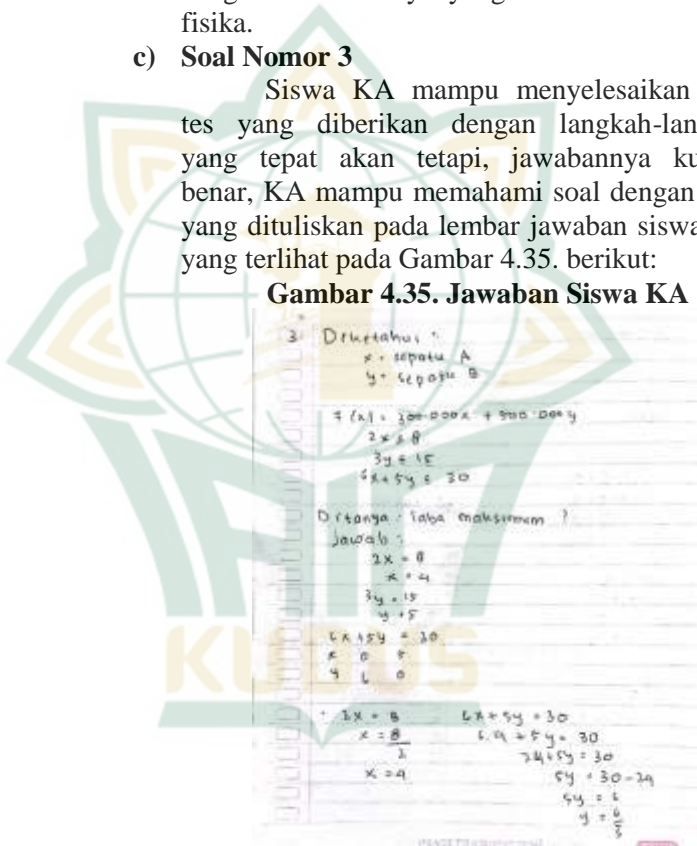 fisika.
c) Soal Nomor 3
Siswa KA mampu menyelesaikan
tes yang diberikan dengan langkah-lan
yang tepat akan tetapi, jawabannya ku
benar, KA mampu memahami soal dengan
yang dituliskan pada lembar jawaban siswa
yang terlihat pada Gambar 4.35. berikut:
Gambar 4.35. Jawaban Siswa KA
3. Diketahui :
x = sepatu A
y = sepatu B
300.000x + 500.000y
2x ≤ 8
3y ≤ 15
6x + 5y ≤ 30
Ditanya : laba maksimum ?
Jawab :
2x = 8
x = 4
3y = 15
y = 5
6x + 5y = 30
x 0 5
y 6 0
2x = 8 6x + 5y = 30
x = 8/2 6.4 + 5y = 30
24 + 5y = 30
x = 4 5y = 30 - 24
5y = 6
y = 6/5
KUDUS